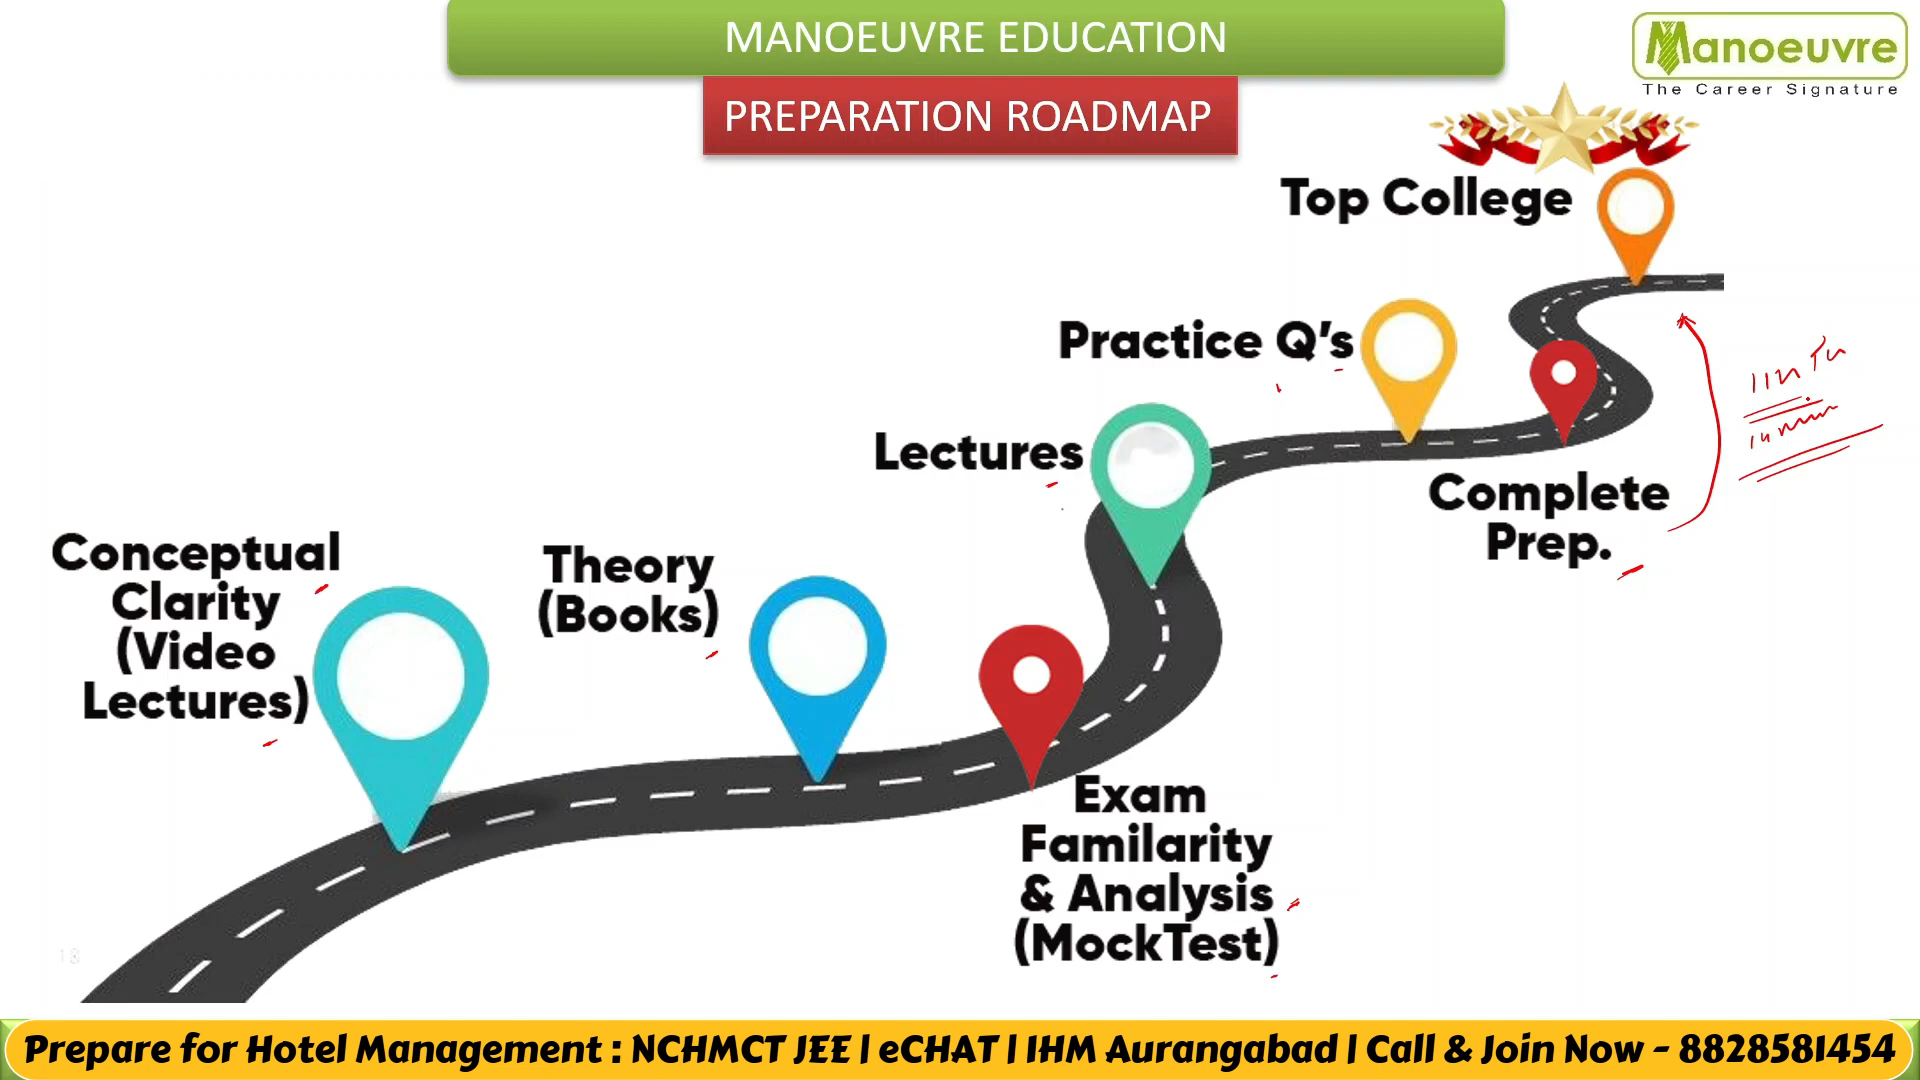 MANOEUVRE EDUCATION
Manoeuvre
The Career Signature
PREPARATION ROADMAP
Top College
Practice Q's
Lectures
Complete
Prep.
Conceptual
Clarity
(Video
Lectures)
Theory
(Books)
Exam
Familarity
& Analysis
(MockTest)
18
Prepare for Hotel Management : NCHMCT JEE | eCHAT | IHM Aurangabad | Call & Join Now - 8828581454